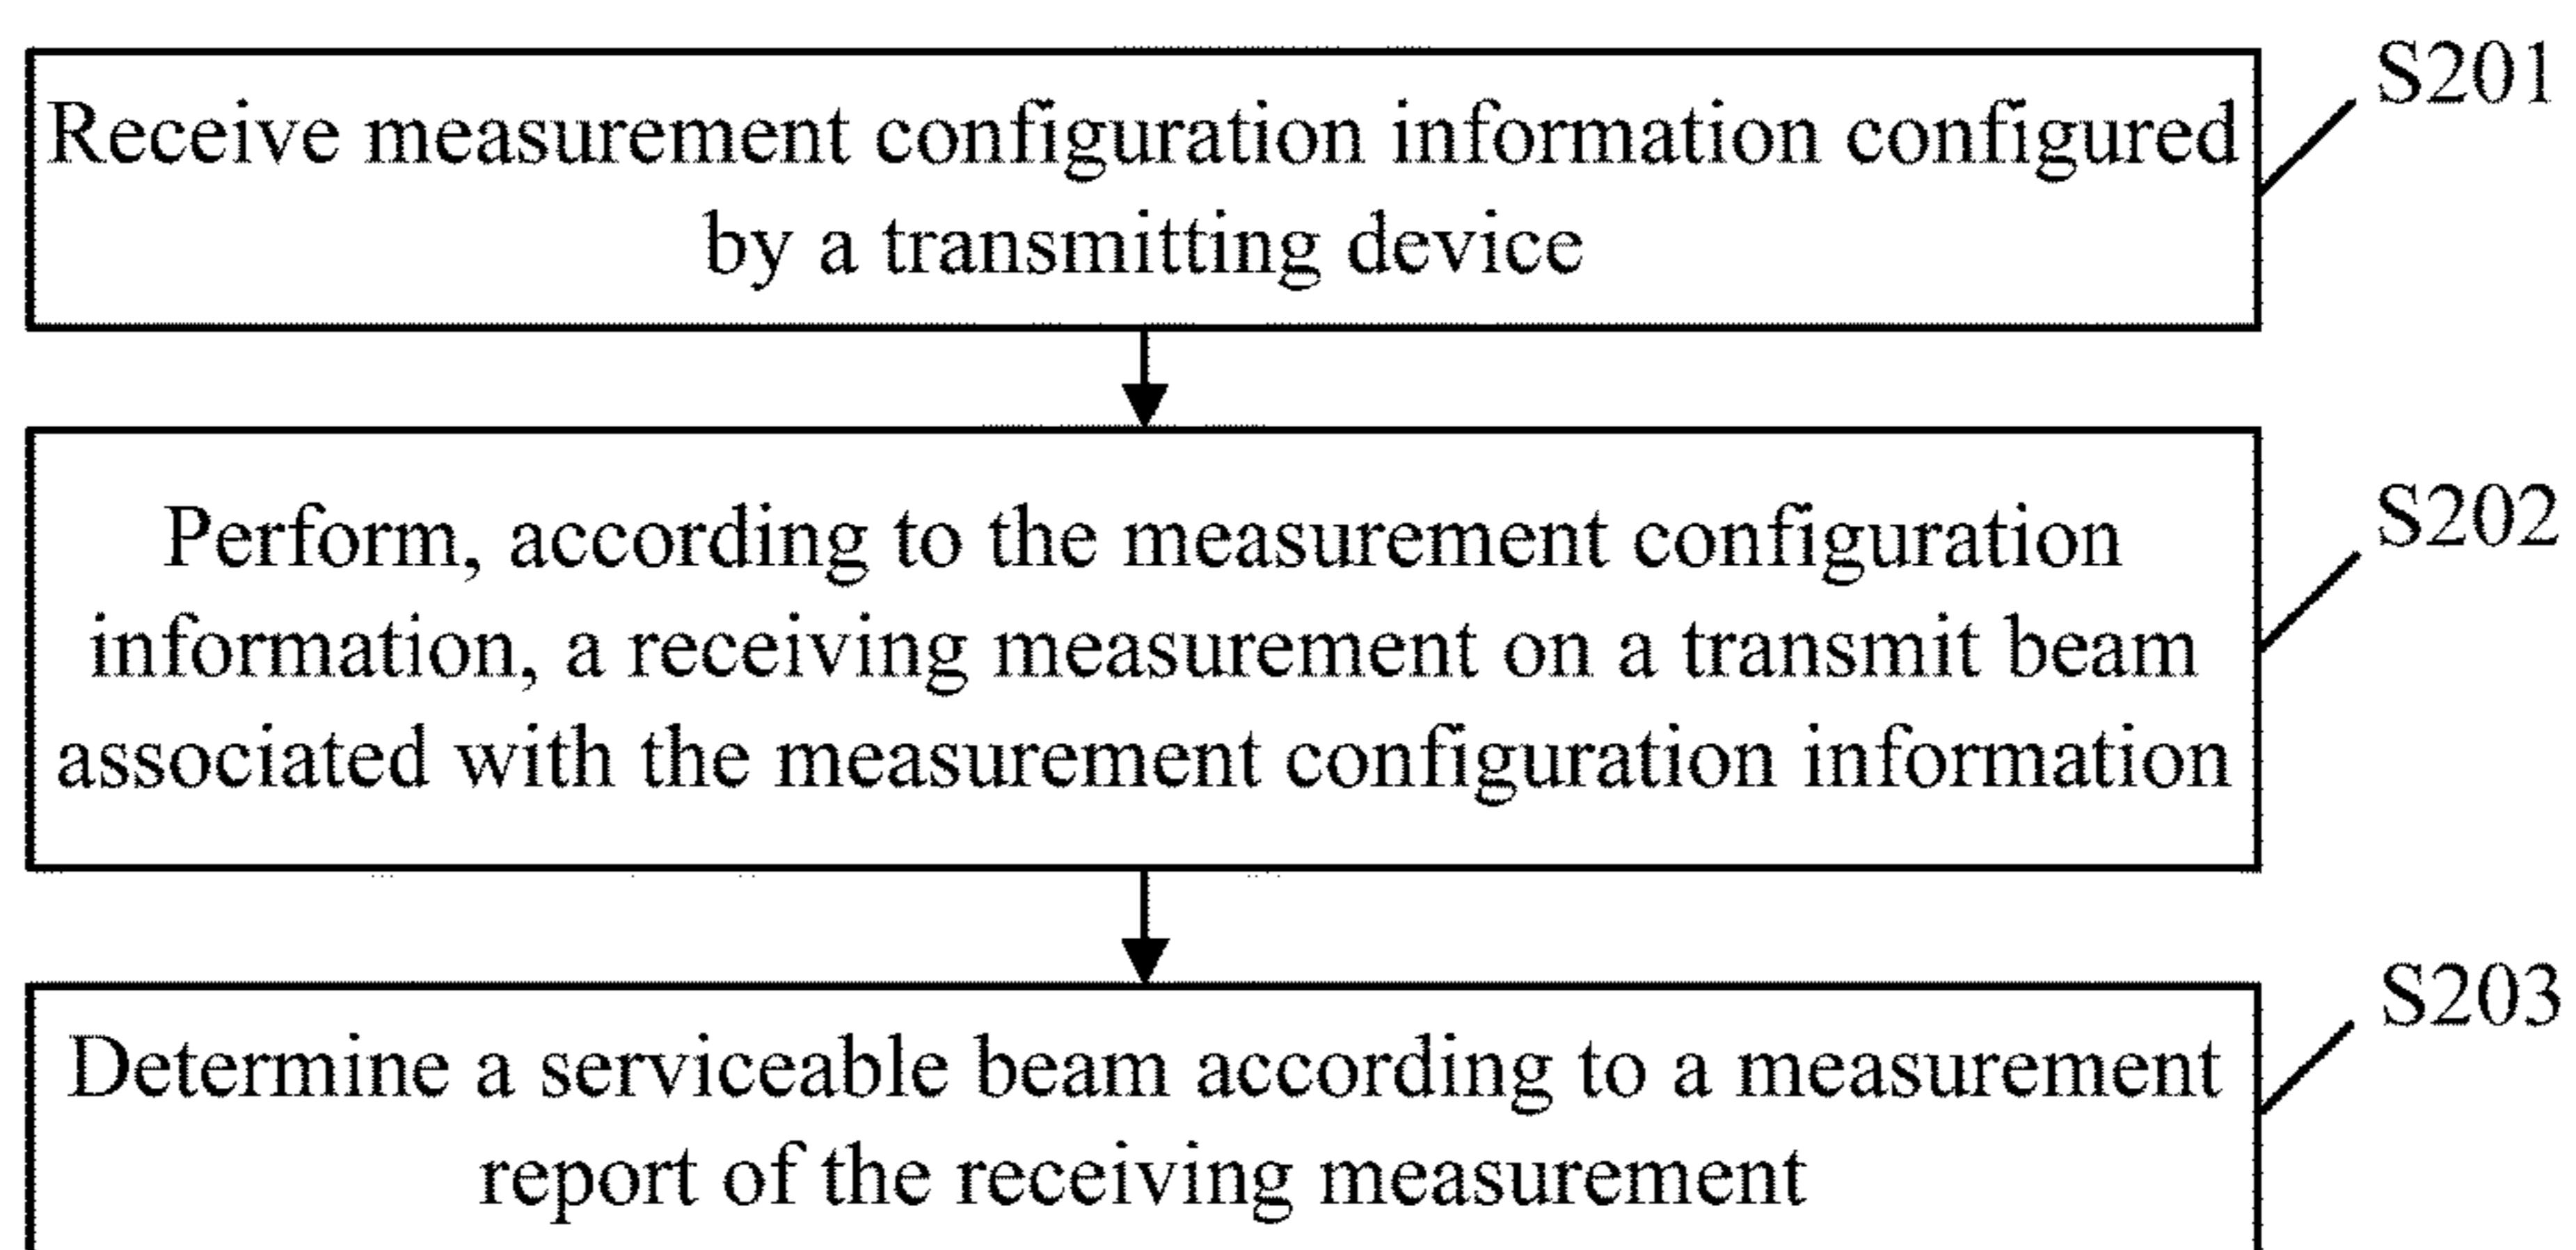 Receive measurement configuration information configured
by a transmitting device
S201
Perform, according to the measurement configuration
information, a receiving measurement on a transmit beam
associated with the measurement configuration information
S202
Determine a serviceable beam according to a measurement
report of the receiving measurement
S203